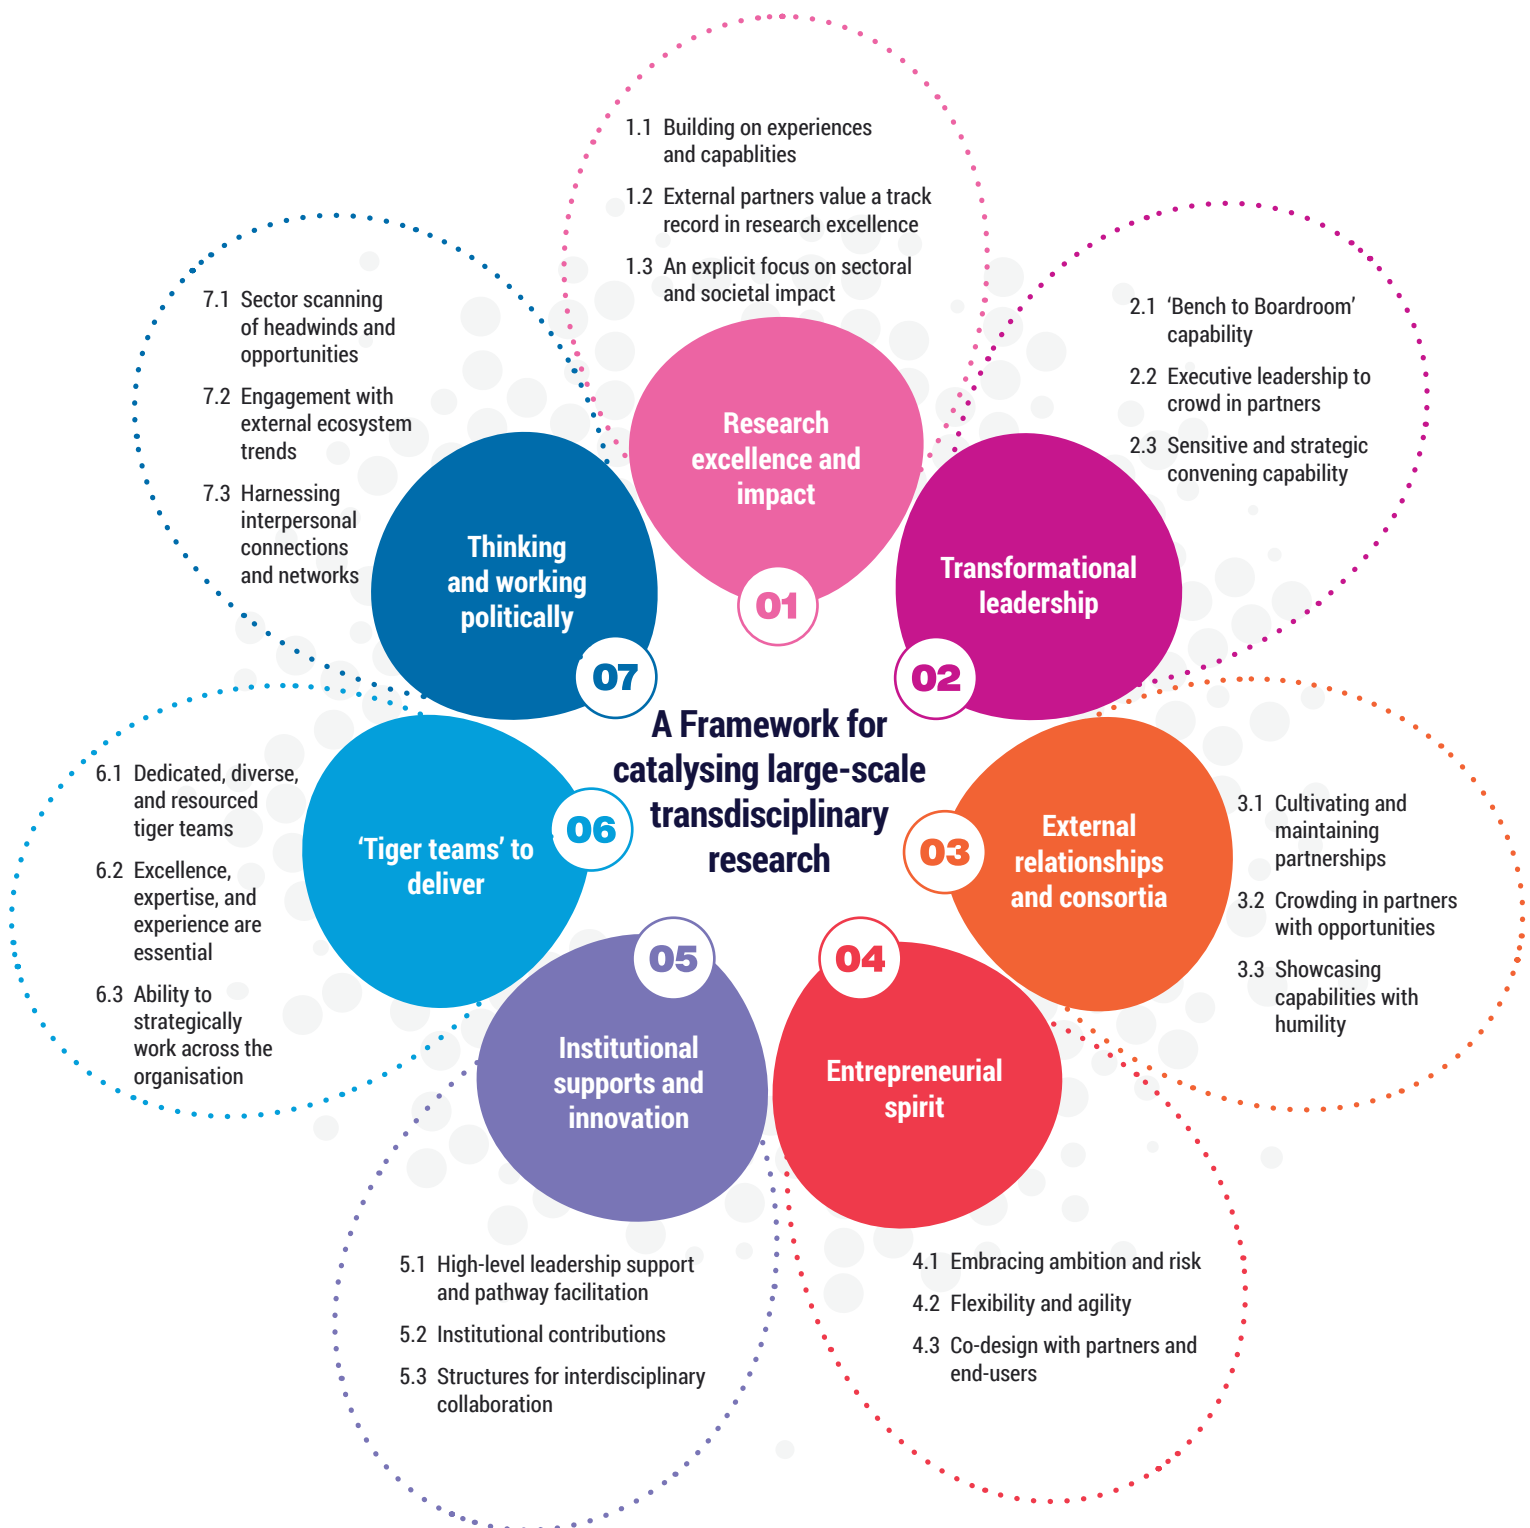 A Framework for
catalysing large-scale
transdisciplinary
research
01
Research
excellence and
impact
1.1 Building on experiences
and capablities
1.2 External partners value a track
record in research excellence
1.3 An explicit focus on sectoral
and societal impact
02
Transformational
leadership
2.1 ‘Bench to Boardroom’
capability
2.2 Executive leadership to
crowd in partners
2.3 Sensitive and strategic
convening capability
03
External
relationships
and consortia
3.1 Cultivating and
maintaining
partnerships
3.2 Crowding in partners
with opportunities
3.3 Showcasing
capabilities with
humility
04
Entrepreneurial
spirit
4.1 Embracing ambition and risk
4.2 Flexibility and agility
4.3 Co-design with partners and
end-users
05
Institutional
supports and
innovation
5.1 High-level leadership support
and pathway facilitation
5.2 Institutional contributions
5.3 Structures for interdisciplinary
collaboration
06
‘Tiger teams’ to
deliver
6.1 Dedicated, diverse,
and resourced
tiger teams
6.2 Excellence,
expertise, and
experience are
essential
6.3 Ability to
strategically
work across the
organisation
07
Thinking
and working
politically
7.1 Sector scanning
of headwinds and
opportunities
7.2 Engagement with
external ecosystem
trends
7.3 Harnessing
interpersonal
connections
and networks